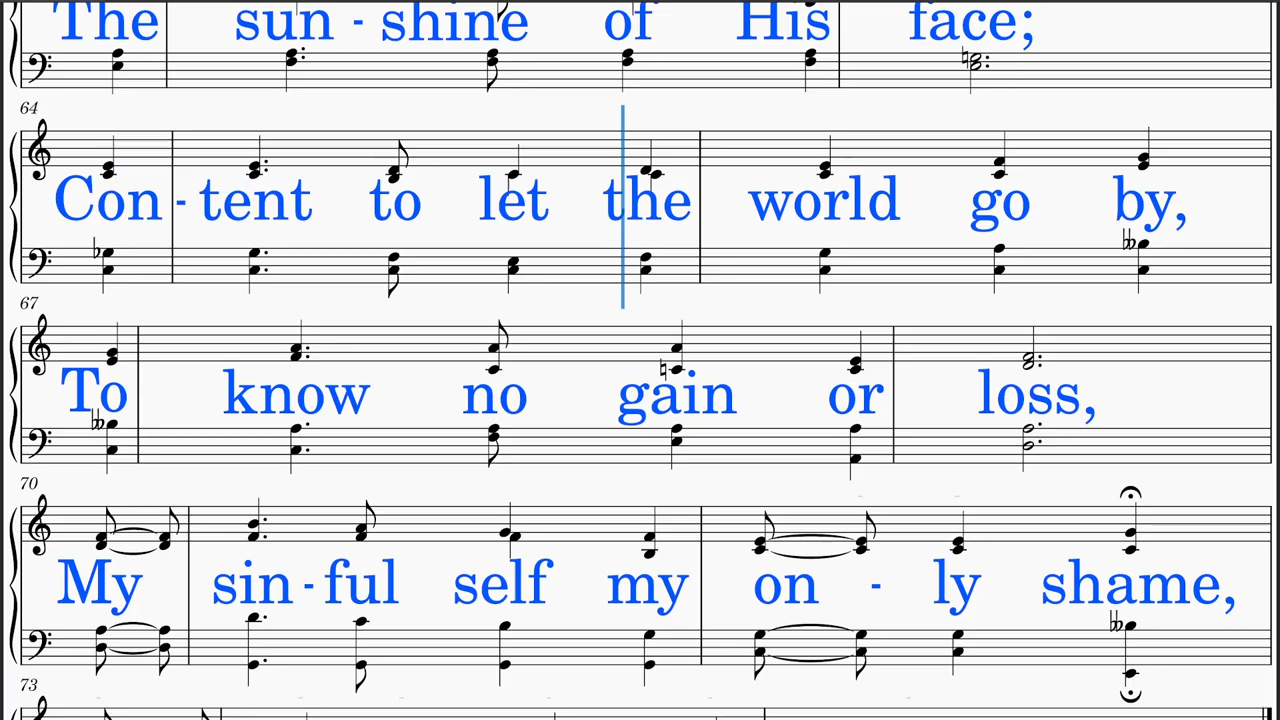 The sun - shine of His face;
64
Con - tent to let the world go by,
67
To know no gain or loss,
70
My sin - ful self my on - ly shame,
73